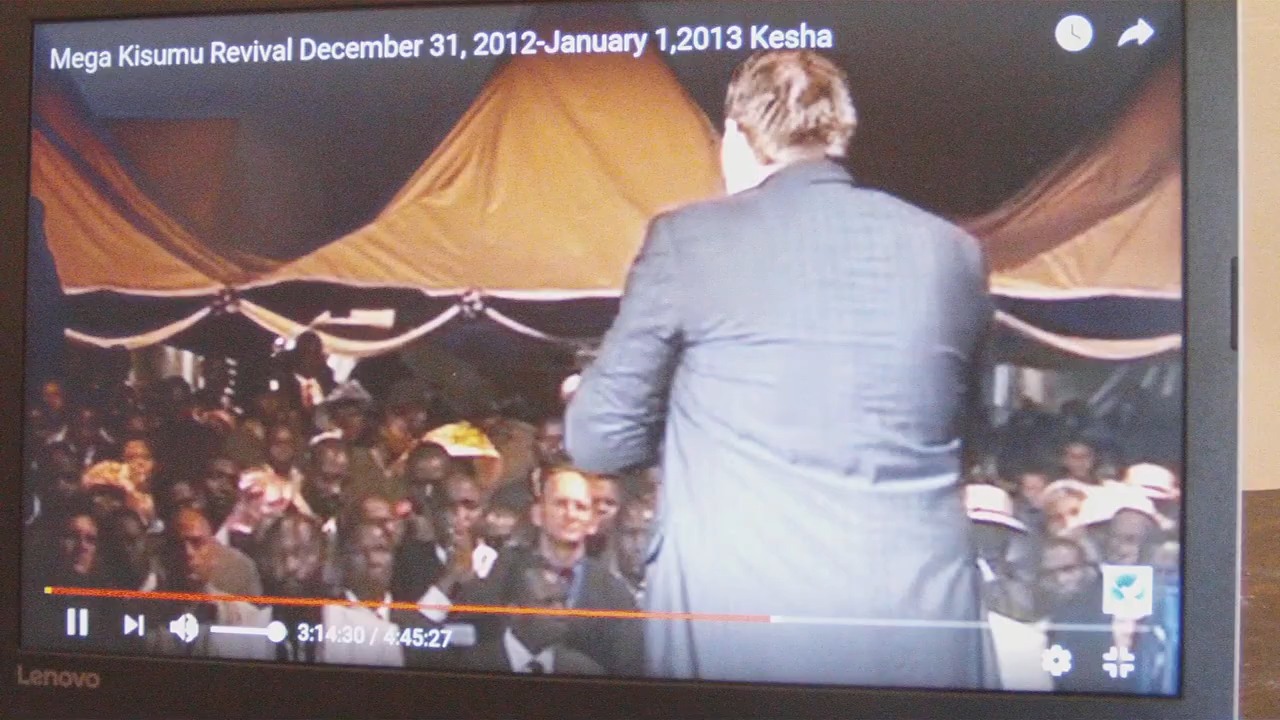 Mega Kisumu Revival December 31, 2012-January 1,2013 Kesha
3:14:30 / 4:45:27
Lenovo